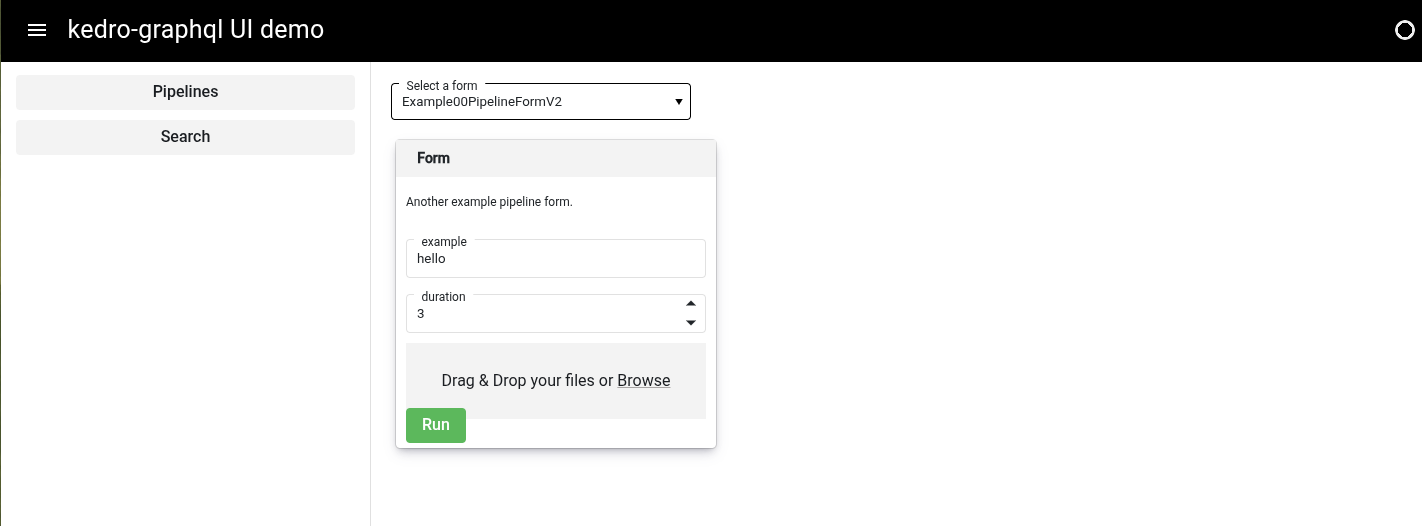 kedro-graphql UI demo
Pipelines
Search
Select a form
Example00PipelineFormV2
Form
Another example pipeline form.
example
hello
duration
3
Drag & Drop your files or Browse
Run